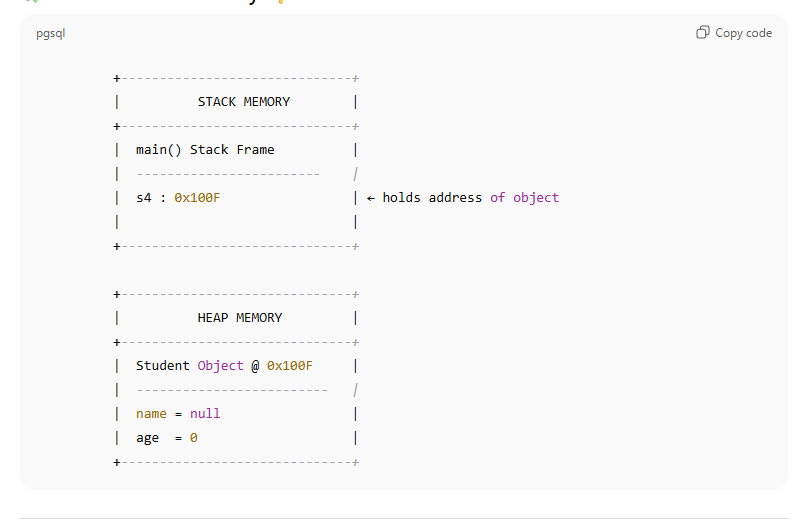 pgsql
Copy code
+------------------------------+
| STACK MEMORY |
+------------------------------+
| main() Stack Frame |
| ------------------------ |
| s4 : 0x100F | ← holds address of object
| |
+------------------------------+
+------------------------------+
| HEAP MEMORY |
+------------------------------+
| Student Object @ 0x100F |
| ------------------------- |
| name = null |
| age = 0 |
+------------------------------+